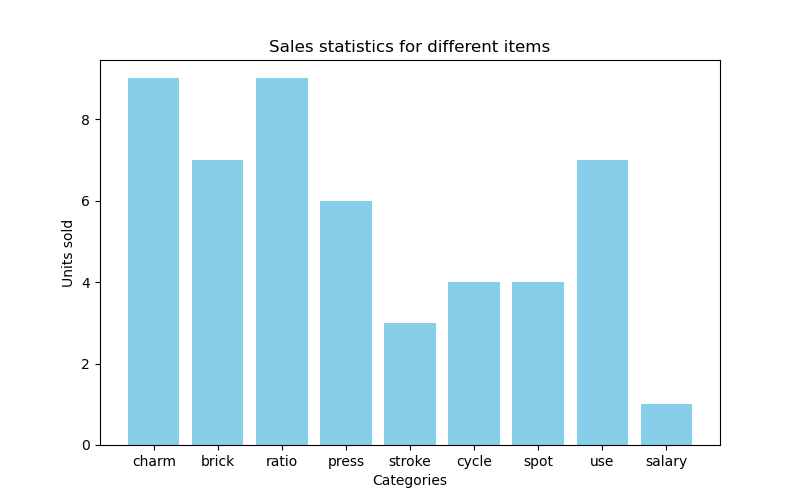 Sales statistics for different items
Units sold
8
6
4
2
0
charm brick ratio press stroke cycle spot use salary
Categories